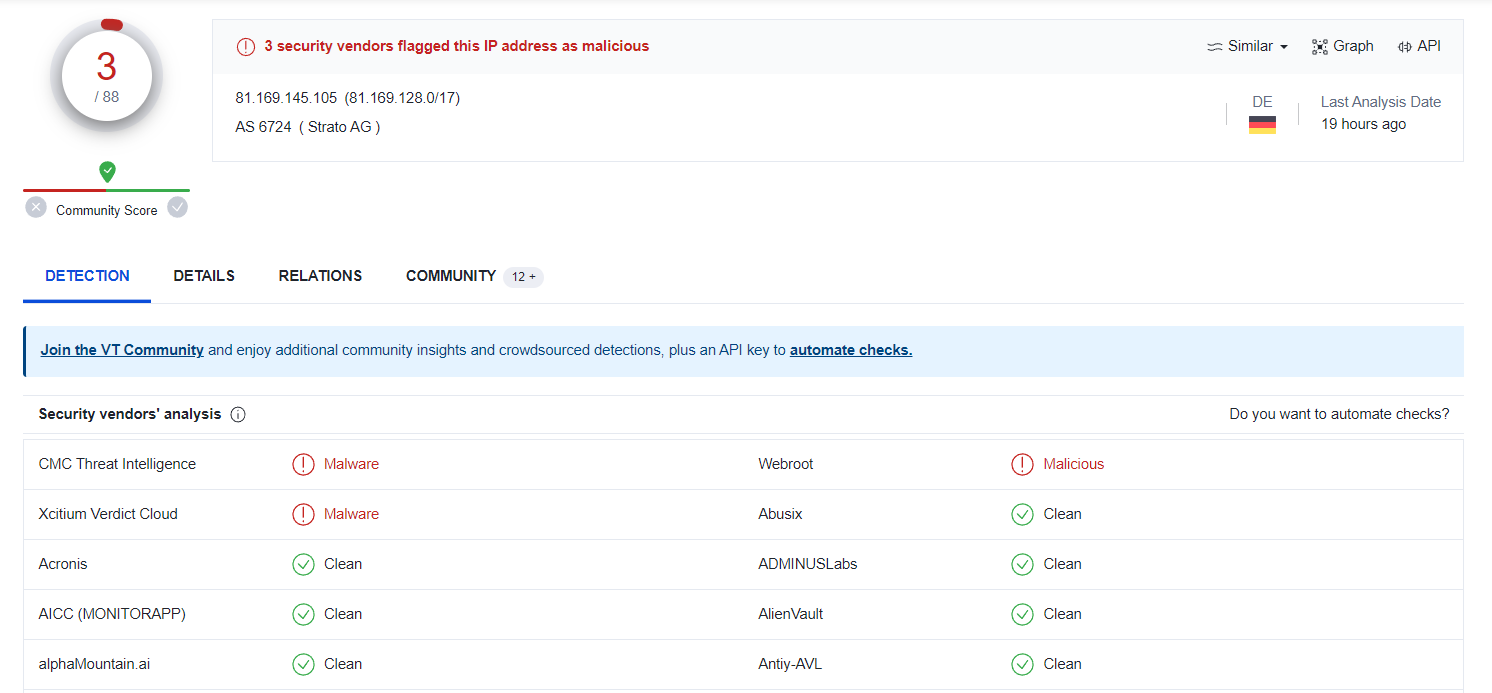 3
/ 88
Community Score
3 security vendors flagged this IP address as malicious
Similar
Graph
API
81.169.145.105 (81.169.128.0/17)
AS 6724 ( Strato AG )
DE
Last Analysis Date
19 hours ago
DETECTION
DETAILS
RELATIONS
COMMUNITY 12 +
Join the VT Community and enjoy additional community insights and crowdsourced detections, plus an API key to automate checks.
Security vendors' analysis
Do you want to automate checks?
CMC Threat Intelligence Malware Webroot Malicious
Xcitium Verdict Cloud Malware Abusix Clean
Acronis Clean ADMINUSLabs Clean
AICC (MONITORAPP) Clean AlienVault Clean
alphaMountain.ai Clean Antiy-AVL Clean